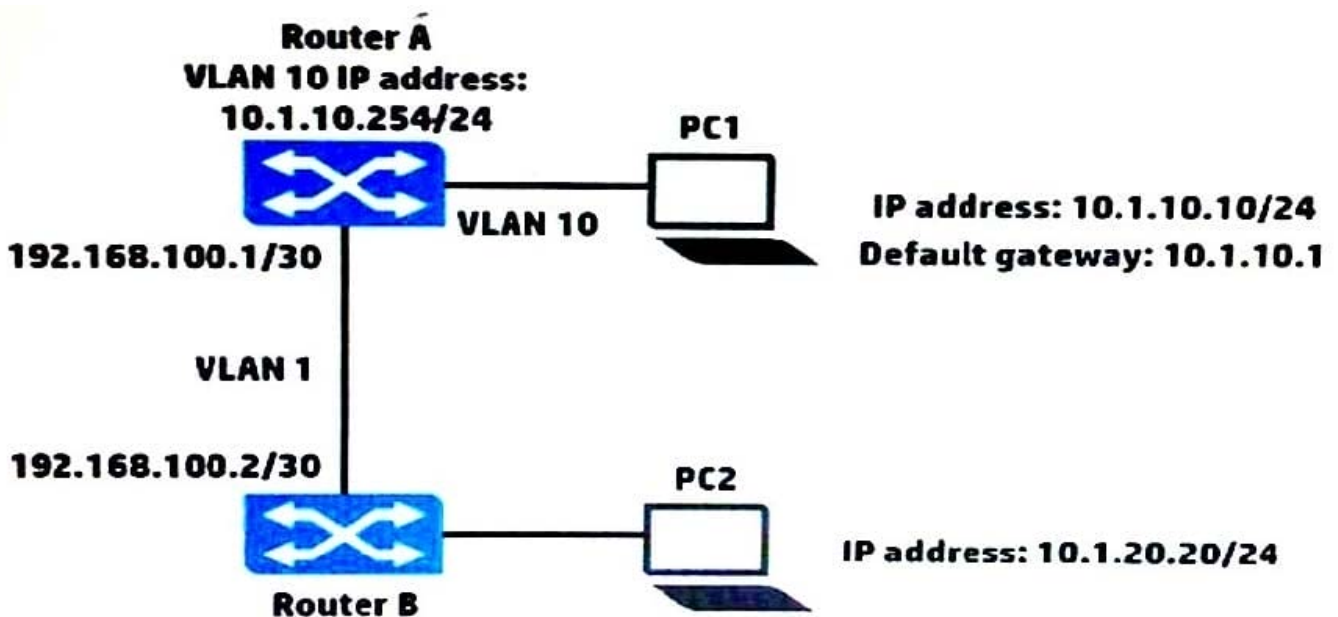 Router A
VLAN 10 IP address:
10.1.10.254/24
PC1
VLAN 10
IP address: 10.1.10.10/24
Default gateway: 10.1.10.1
192.168.100.1/30
VLAN 1
192.168.100.2/30
PC2
IP address: 10.1.20.20/24
Router B